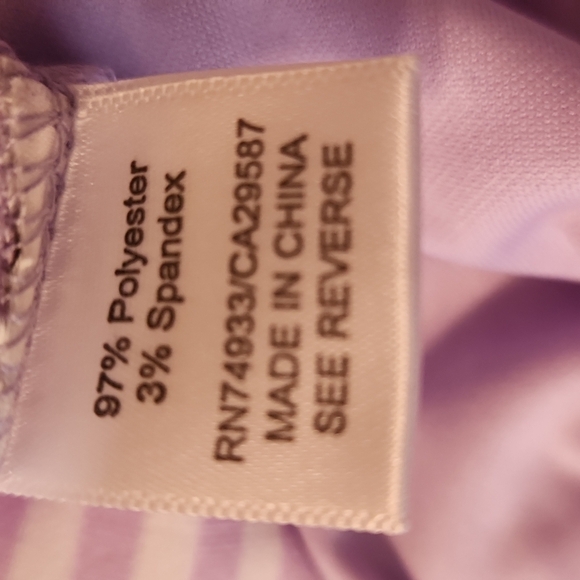 97% Polyester
3% Spandex
RN74933/CA29587
MADE IN CHINA
SEE REVERSE